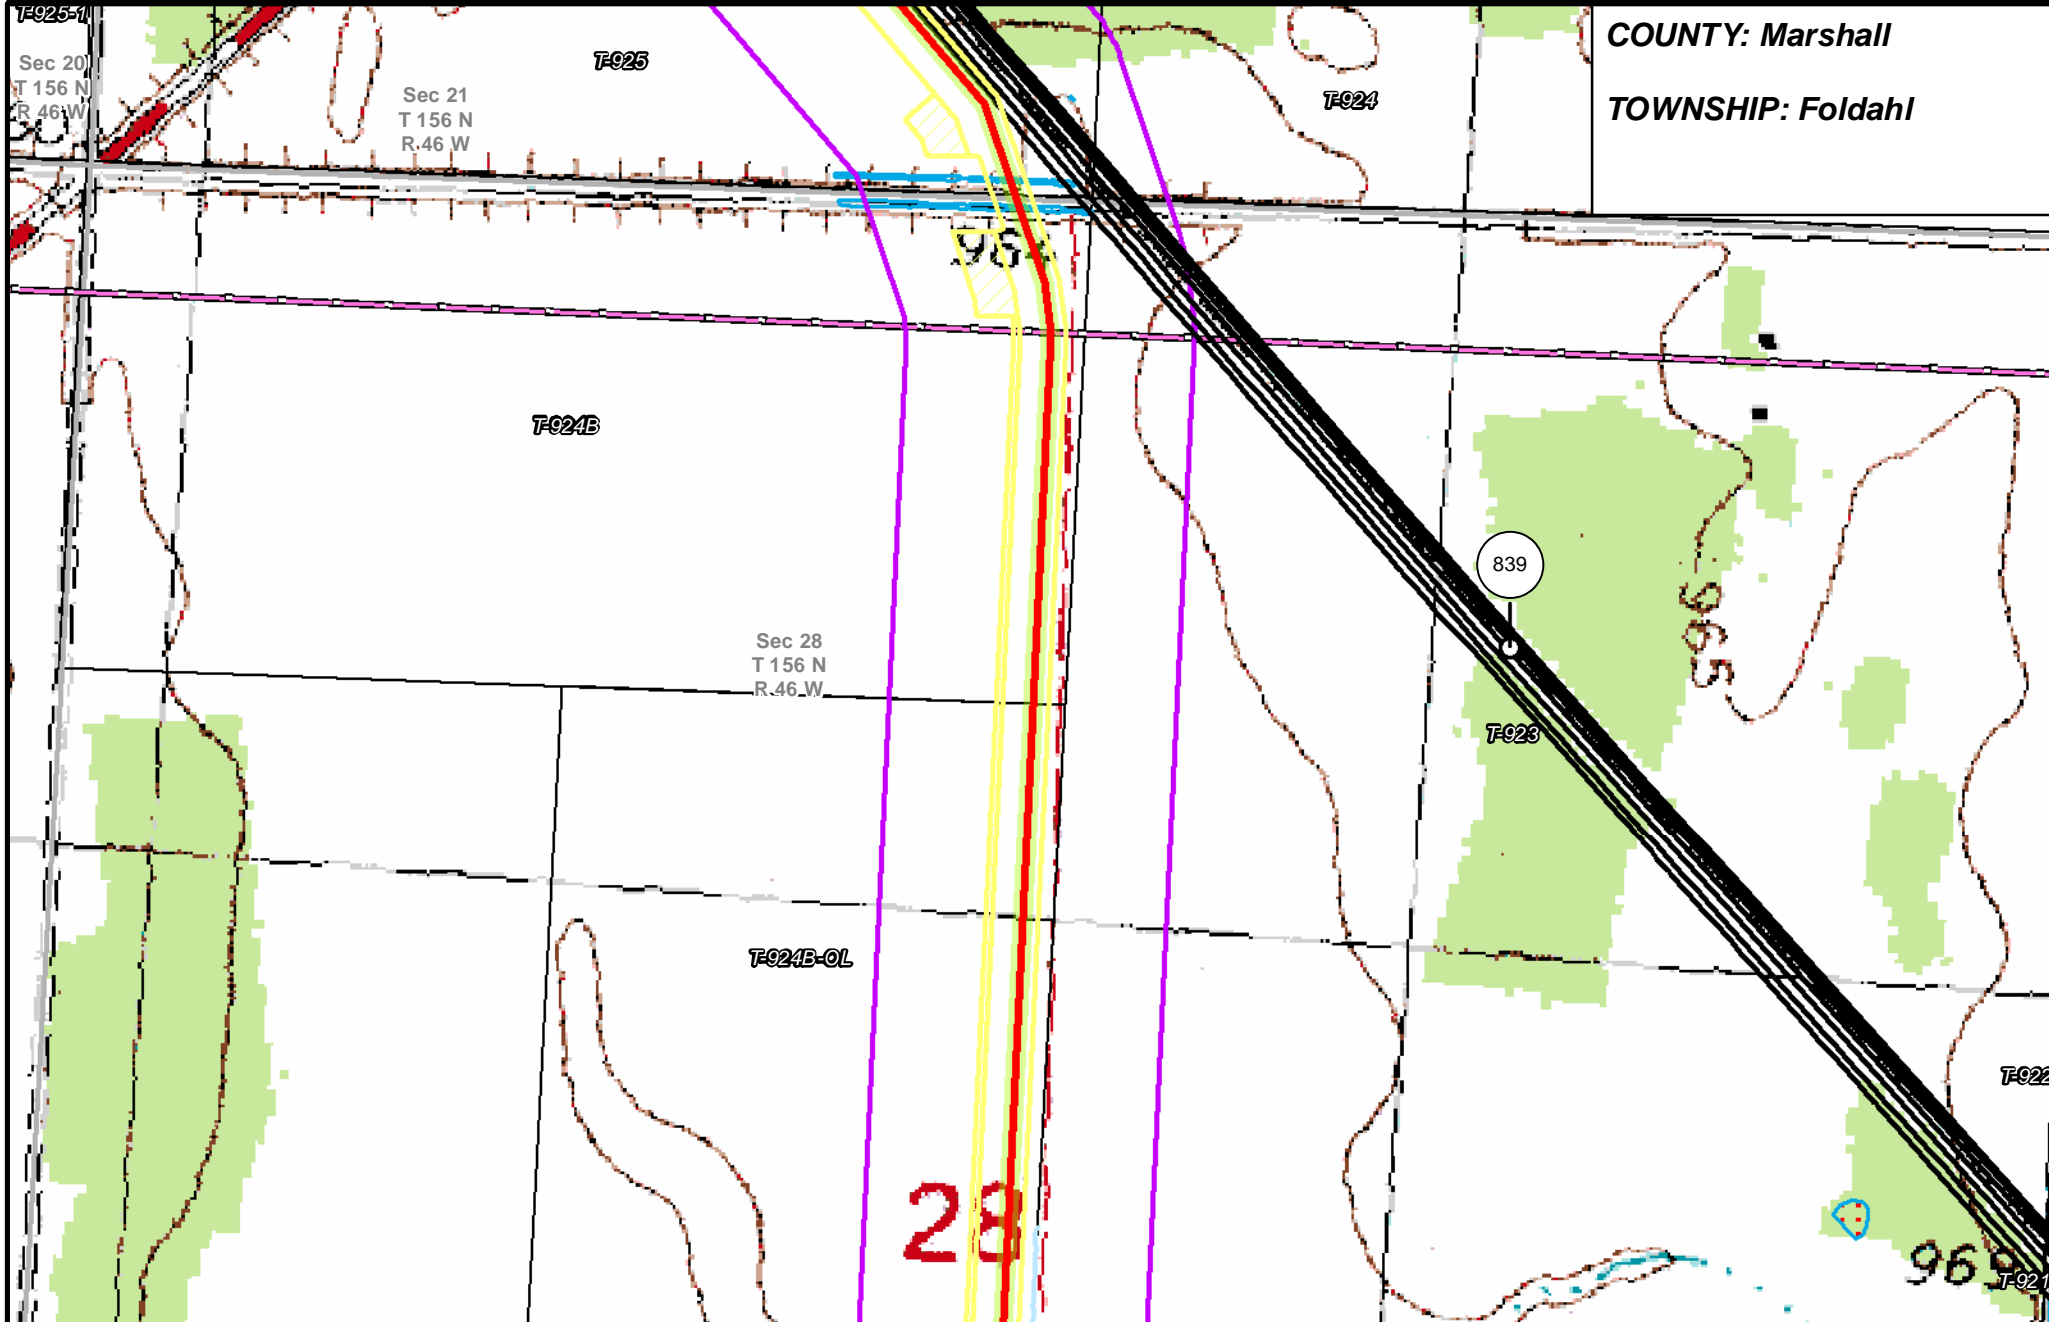 T-925-1
COUNTY: Marshall
TOWNSHIP: Foldahl
T-925
T-924
Sec 20
T 156 N
R 46 W
Sec 21
T 156 N
R 46 W
964
T-924B
839
965
Sec 28
T 156 N
R 46 W
T-923
T-924B-OL
T-922
28
969
T-921